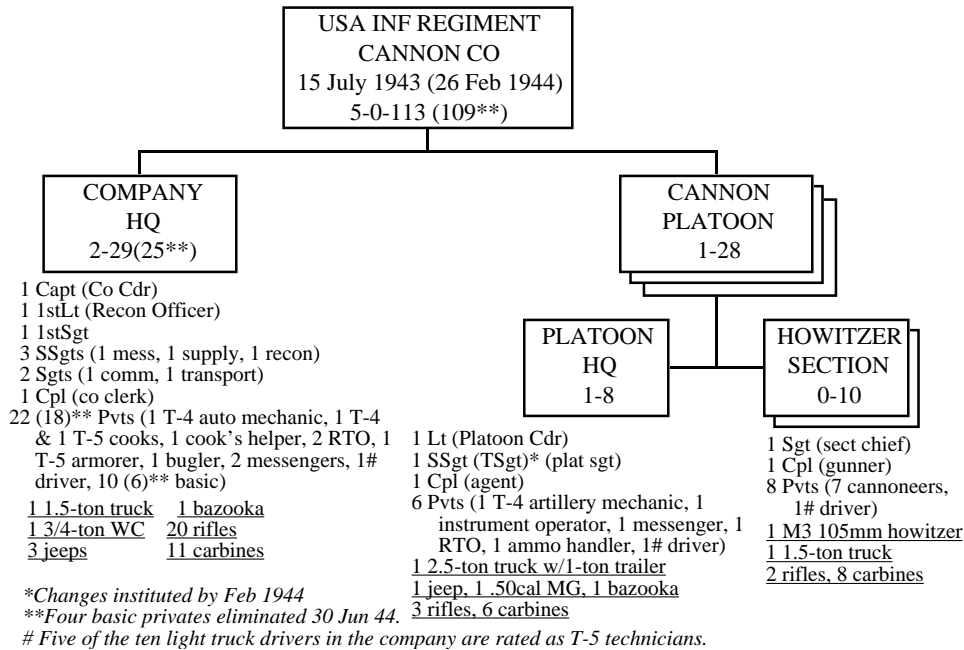 USA INF REGIMENT
CANNON CO
15 July 1943 (26 Feb 1944)
5-0-113 (109**)
COMPANY
HQ
2-29(25**)
1 Capt (Co Cdr)
1 1stLt (Recon Officer)
1 1stSgt
3 SSgts (1 mess, 1 supply, 1 recon)
2 Sgts (1 comm, 1 transport)
1 Cpl (co clerk)
22 (18)** Pvts (1 T-4 auto mechanic, 1 T-4
& 1 T-5 cooks, 1 cook's helper, 2 RTO, 1
T-5 armorer, 1 bugler, 2 messengers, 1#
driver, 10 (6)** basic)
1 1.5-ton truck 1 bazooka
1 3/4-ton WC 20 rifles
3 jeeps 11 carbines
CANNON
PLATOON
1-28
PLATOON
HQ
1-8
1 Lt (Platoon Cdr)
1 SSgt (TSgt)* (plat sgt)
1 Cpl (agent)
6 Pvts (1 T-4 artillery mechanic, 1
instrument operator, 1 messenger, 1
RTO, 1 ammo handler, 1# driver)
1 2.5-ton truck w/1-ton trailer
1 jeep, 1 .50cal MG, 1 bazooka
3 rifles, 6 carbines
HOWITZER
SECTION
0-10
1 Sgt (sect chief)
1 Cpl (gunner)
8 Pvts (7 cannoneers,
1# driver)
1 M3 105mm howitzer
1 1.5-ton truck
2 rifles, 8 carbines
*Changes instituted by Feb 1944
**Four basic privates eliminated 30 Jun 44.
# Five of the ten light truck drivers in the company are rated as T-5 technicians.